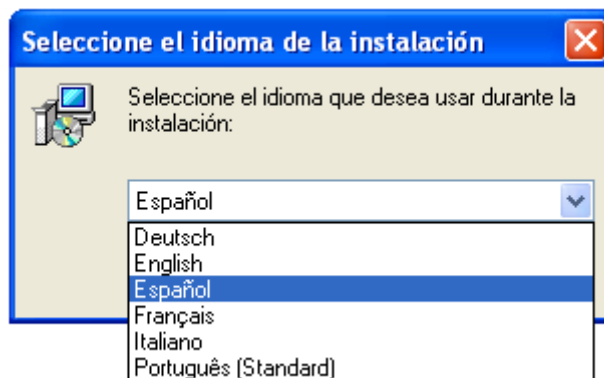 Seleccione el idioma de la instalación
Seleccione el idioma que desea usar durante la
instalación:
Español
Deutsch
English
Español
Français
Italiano
Português (Standard)